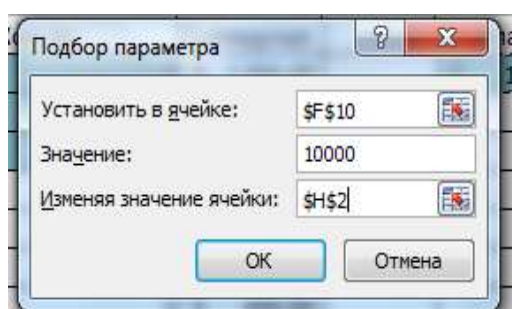 Подбор параметра
Установить в ячейке: $F$10
Значение: 10000
Изменяя значение ячейки: $H$2
ОК Отмена